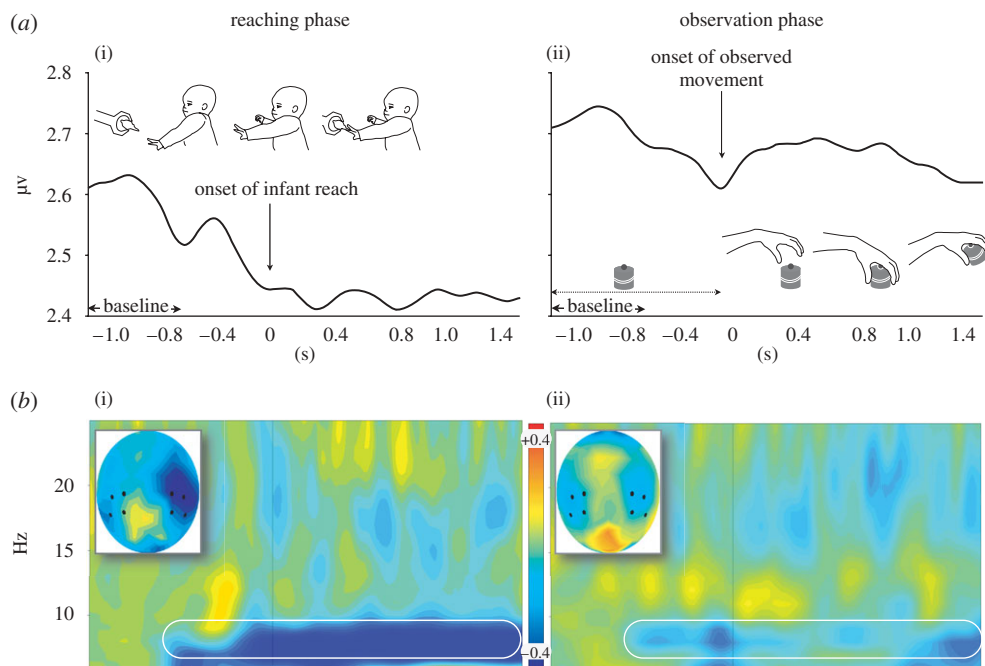 (a)
reaching phase
observation phase
(i)
2.8
2.7
2.6
2.5
2.4
μv
onset of infant reach
baseline
−1.0 −0.8 −0.4 0 0.4 0.8 1.0 1.4
(s)
(ii)
onset of observed
movement
baseline
−1.0 −0.8 −0.4 0 0.4 0.8 1.0 1.4
(s)
(b)
(i)
20
15
10
Hz
+0.4
−0.4
(ii)